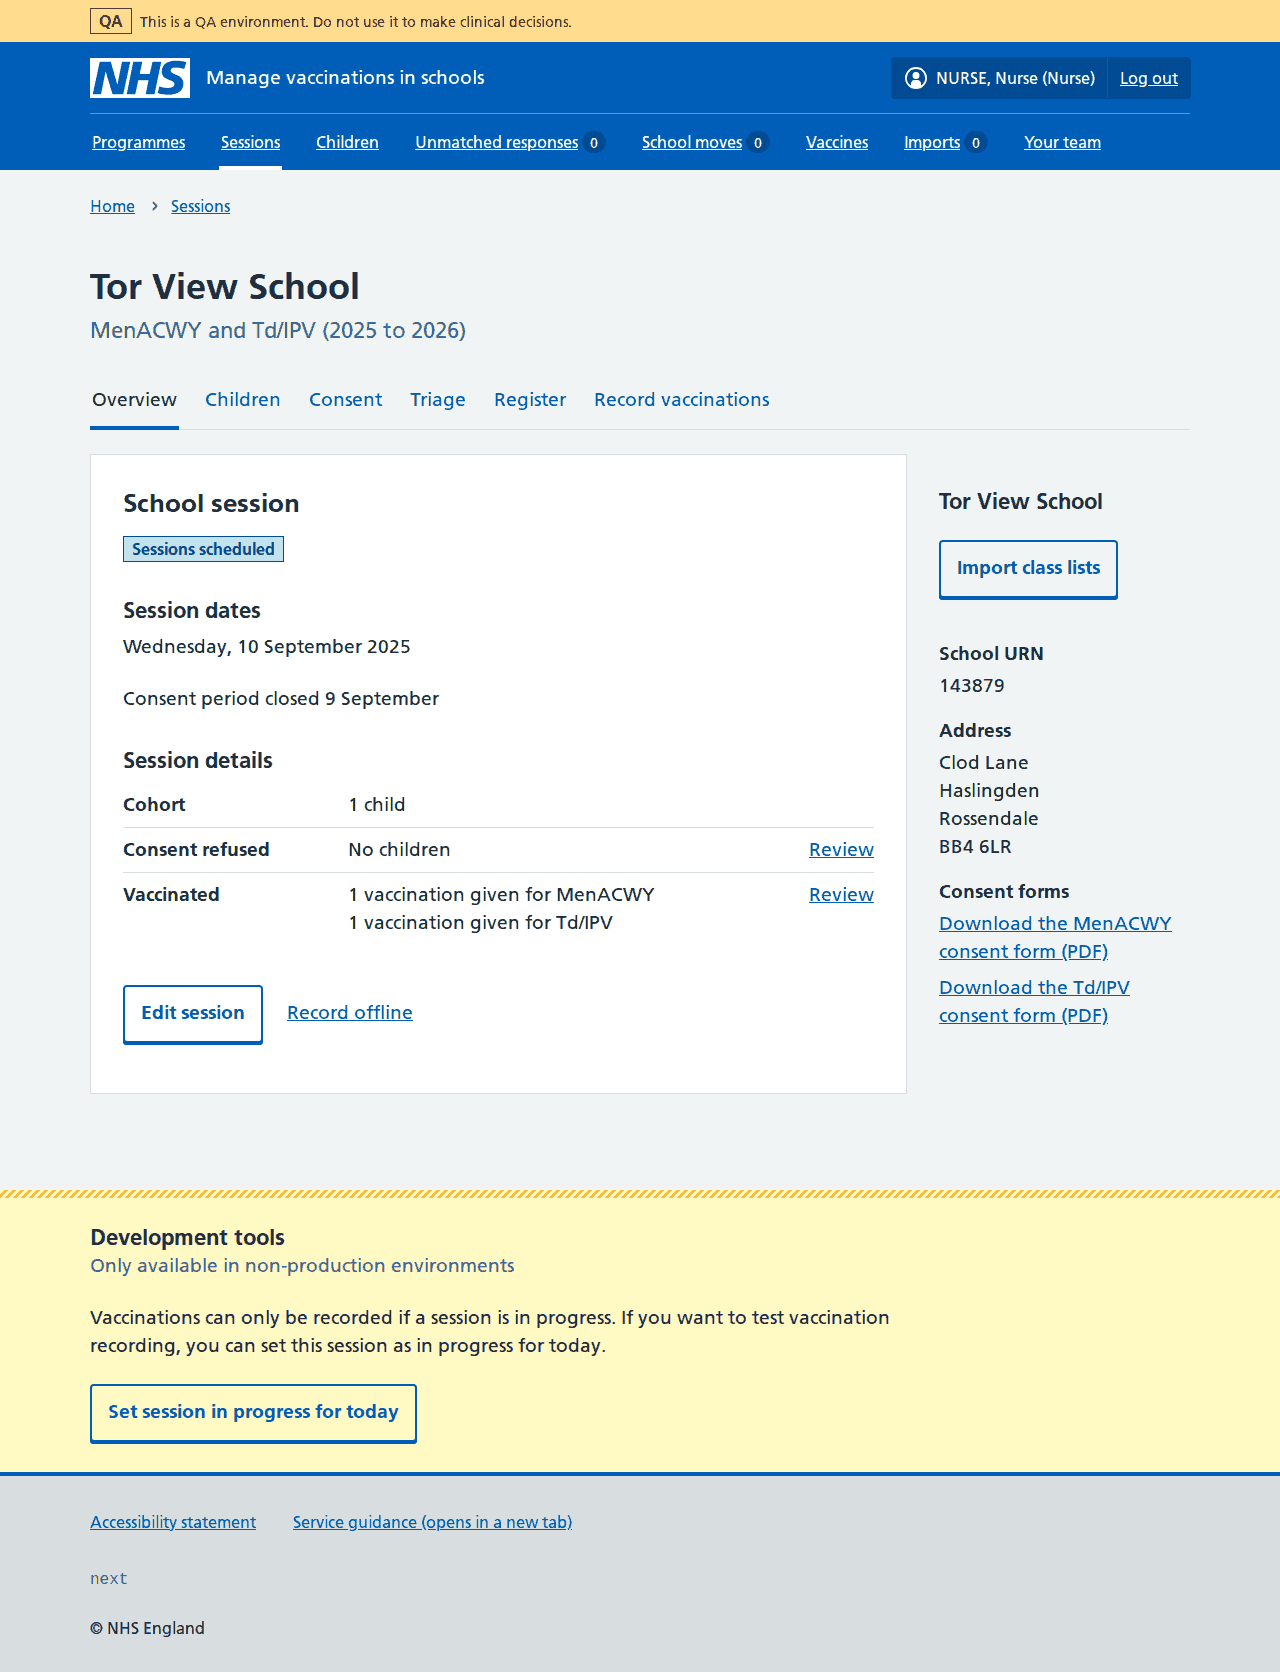 QA This is a QA environment. Do not use it to make clinical decisions.
NHS Manage vaccinations in schools NURSE, Nurse (Nurse) Log out
Programmes Sessions Children Unmatched responses 0 School moves 0 Vaccines Imports 0 Your team
Home › Sessions
Tor View School
MenACWY and Td/IPV (2025 to 2026)
Overview Children Consent Triage Register Record vaccinations
School session
Sessions scheduled
Session dates
Wednesday, 10 September 2025
Consent period closed 9 September
Session details
Cohort 1 child
Consent refused No children Review
Vaccinated 1 vaccination given for MenACWY Review
1 vaccination given for Td/IPV
Edit session Record offline
Tor View School
Import class lists
School URN
143879
Address
Clod Lane
Haslingden
Rossendale
BB4 6LR
Consent forms
Download the MenACWY
consent form (PDF)
Download the Td/IPV
consent form (PDF)
Development tools
Only available in non-production environments
Vaccinations can only be recorded if a session is in progress. If you want to test vaccination
recording, you can set this session as in progress for today.
Set session in progress for today
Accessibility statement Service guidance (opens in a new tab)
next
© NHS England